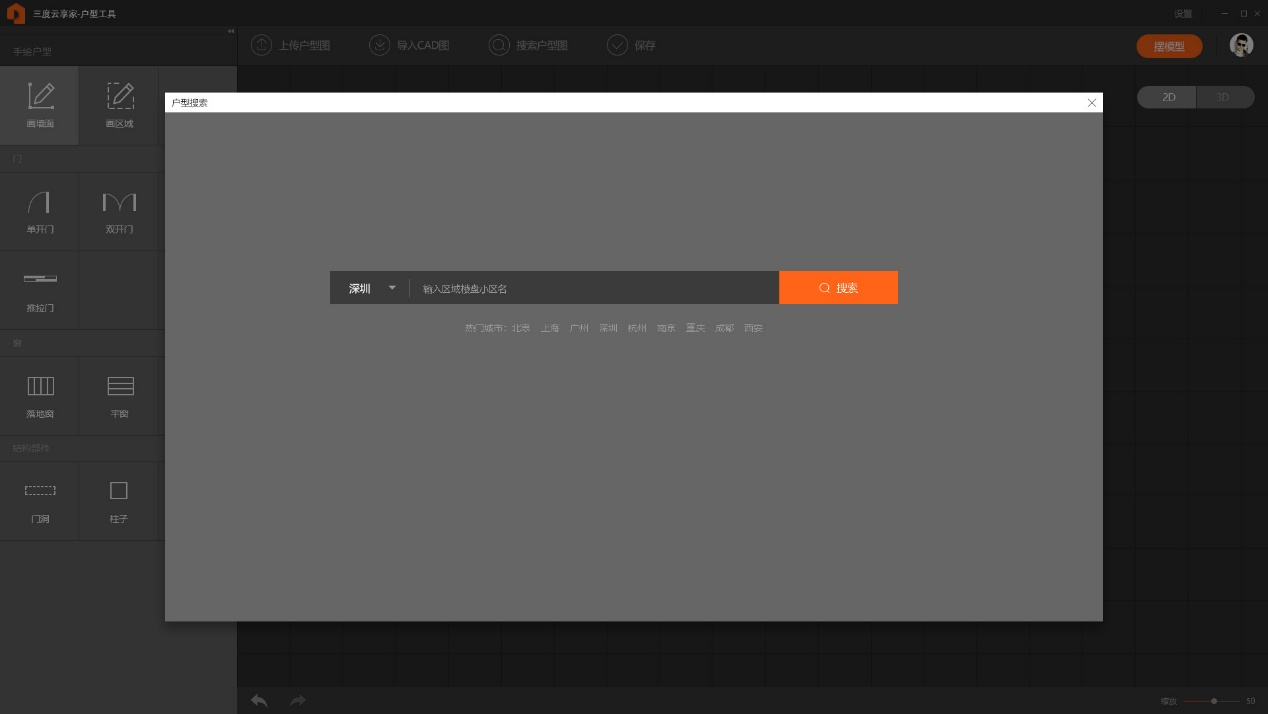 三度云享家-户型工具
设置
手绘户型
上传户型图
导入CAD图
搜索户型图
保存
摆模型
画墙面
画区域
2D
3D
户型搜索
门
单开门
双开门
推拉门
深圳
输入区域楼盘小区名
搜索
热门城市: 北京 上海 广州 深圳 杭州 南京 重庆 成都 西安
窗
落地窗
平窗
结构部件
门洞
柱子
缩放
50